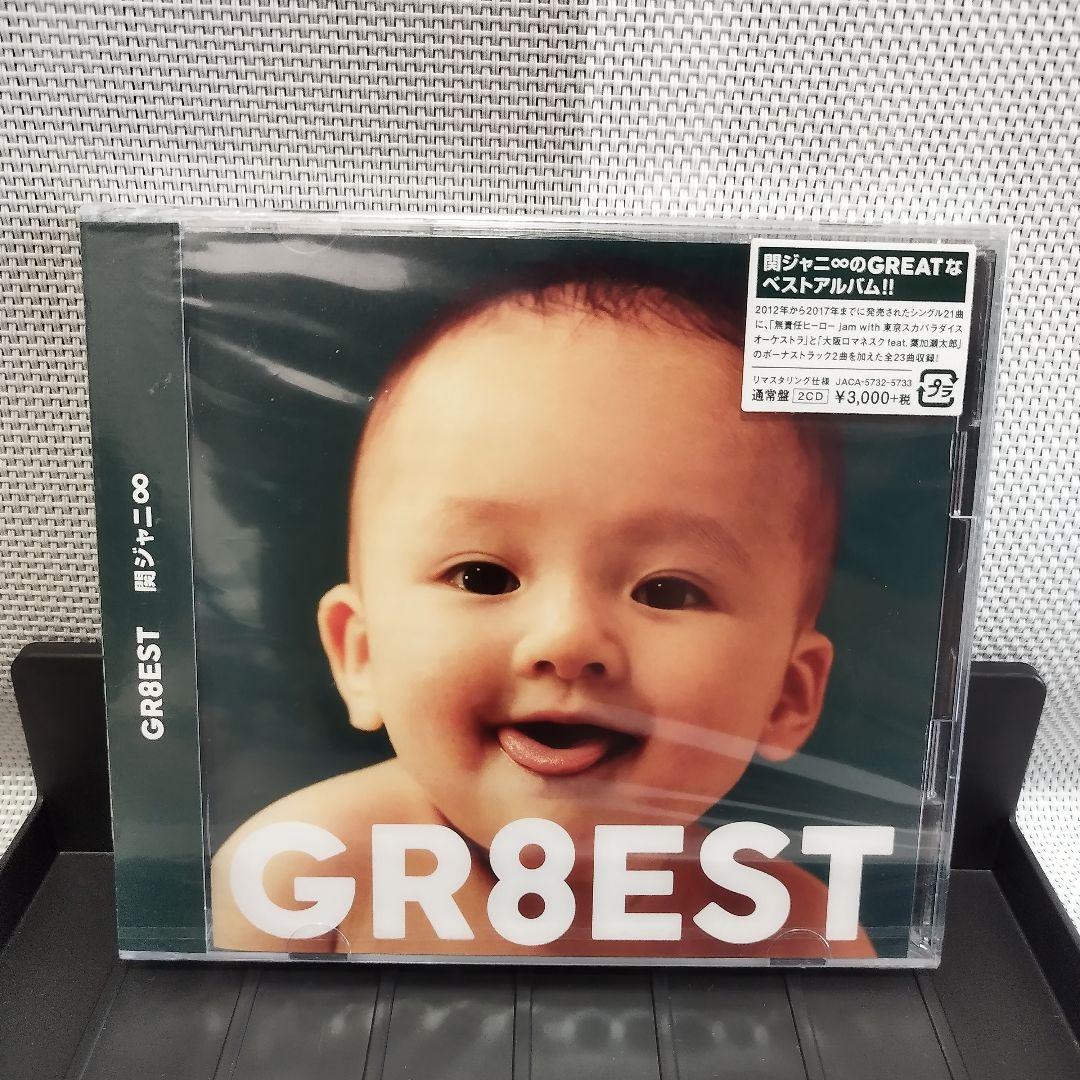 関ジャニ∞のGREATな
ベストアルバム!!
2012年から2017年までに発売されたシングル21曲
に、「無責任ヒーロー jam with 東京スカパラダイス
オーケストラ」と「大阪ロマネスク feat. 葉加瀬太郎」
のボーナストラック2曲を加えた全23曲収録!
リマスタリング仕様 JACA-5732-5733
通常盤 2CD ¥3,000+税
プラ
GR8EST 関ジャニ∞
GR8EST